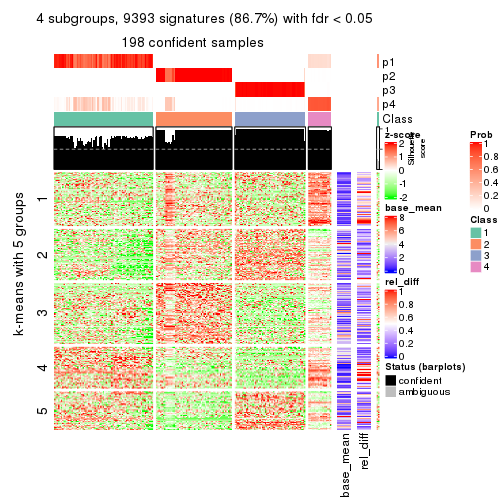 4 subgroups, 9393 signatures (86.7%) with fdr < 0.05
198 confident samples
p1
p2
p3
p4
Class
1
Silhouette
score
k-means with 5 groups
1
2
3
4
5
base_mean
rel_diff
z-score
2
1
0
-1
-2
base_mean
8
6
4
2
0
rel_diff
1
0.8
0.6
0.4
0.2
0
Status (barplots)
confident
ambiguous
Prob
1
0.8
0.6
0.4
0.2
0
Class
1
2
3
4